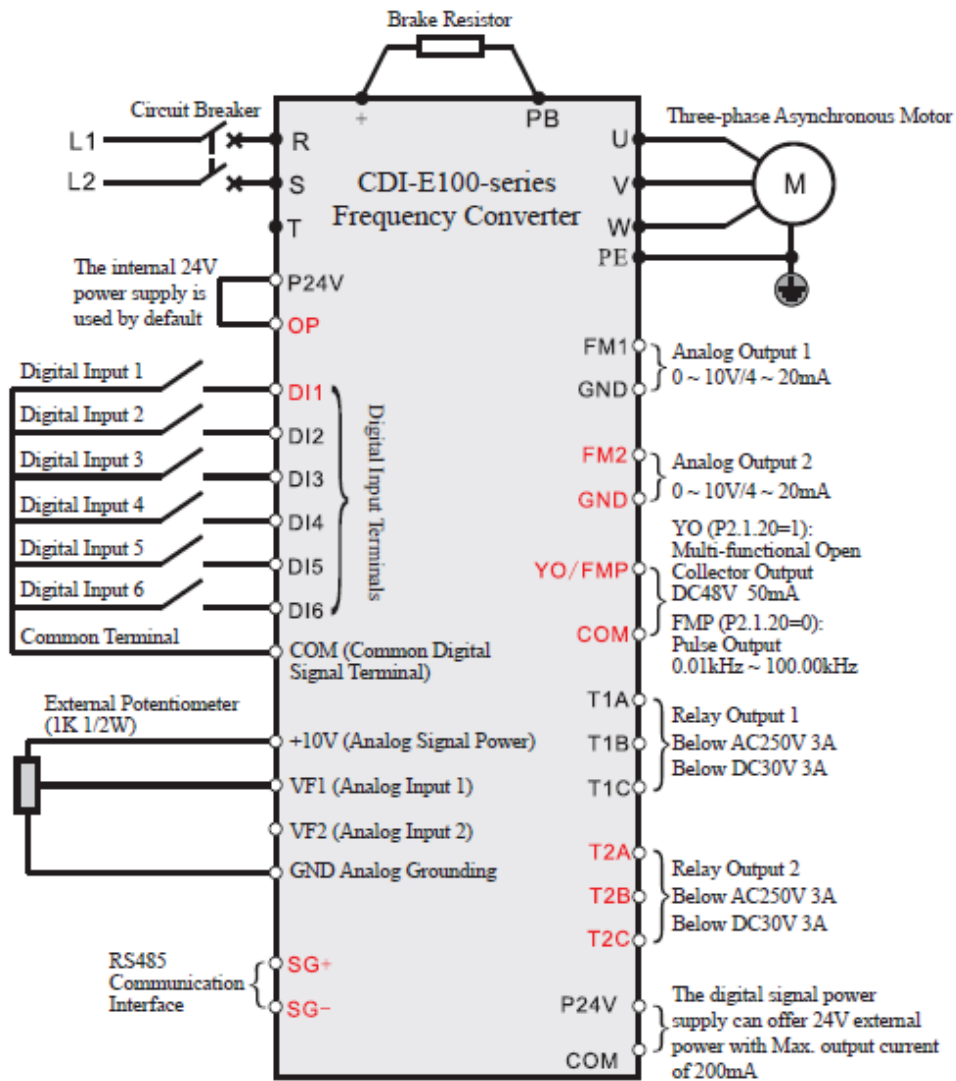 Brake Resistor
+
PB
Circuit Breaker
L1
L2
R
S
T
CDI-E100-series
Frequency Converter
Three-phase Asynchronous Motor
U
V
W
PE
M
The internal 24V
power supply is
used by default
P24V
OP
Digital Input 1
Digital Input 2
Digital Input 3
Digital Input 4
Digital Input 5
Digital Input 6
Common Terminal
DI1
DI2
DI3
DI4
DI5
DI6
Digital Input Terminals
COM (Common Digital
Signal Terminal)
External Potentiometer
(1K 1/2W)
+10V (Analog Signal Power)
VF1 (Analog Input 1)
VF2 (Analog Input 2)
GND Analog Grounding
RS485
Communication
Interface
SG+
SG−
FM1
GND
Analog Output 1
0 ~ 10V/4 ~ 20mA
FM2
GND
Analog Output 2
0 ~ 10V/4 ~ 20mA
YO/FMP
COM
YO (P2.1.20=1):
Multi-functional Open
Collector Output
DC48V 50mA
FMP (P2.1.20=0):
Pulse Output
0.01kHz ~ 100.00kHz
T1A
T1B
T1C
Relay Output 1
Below AC250V 3A
Below DC30V 3A
T2A
T2B
T2C
Relay Output 2
Below AC250V 3A
Below DC30V 3A
P24V
COM
The digital signal power
supply can offer 24V external
power with Max. output current
of 200mA